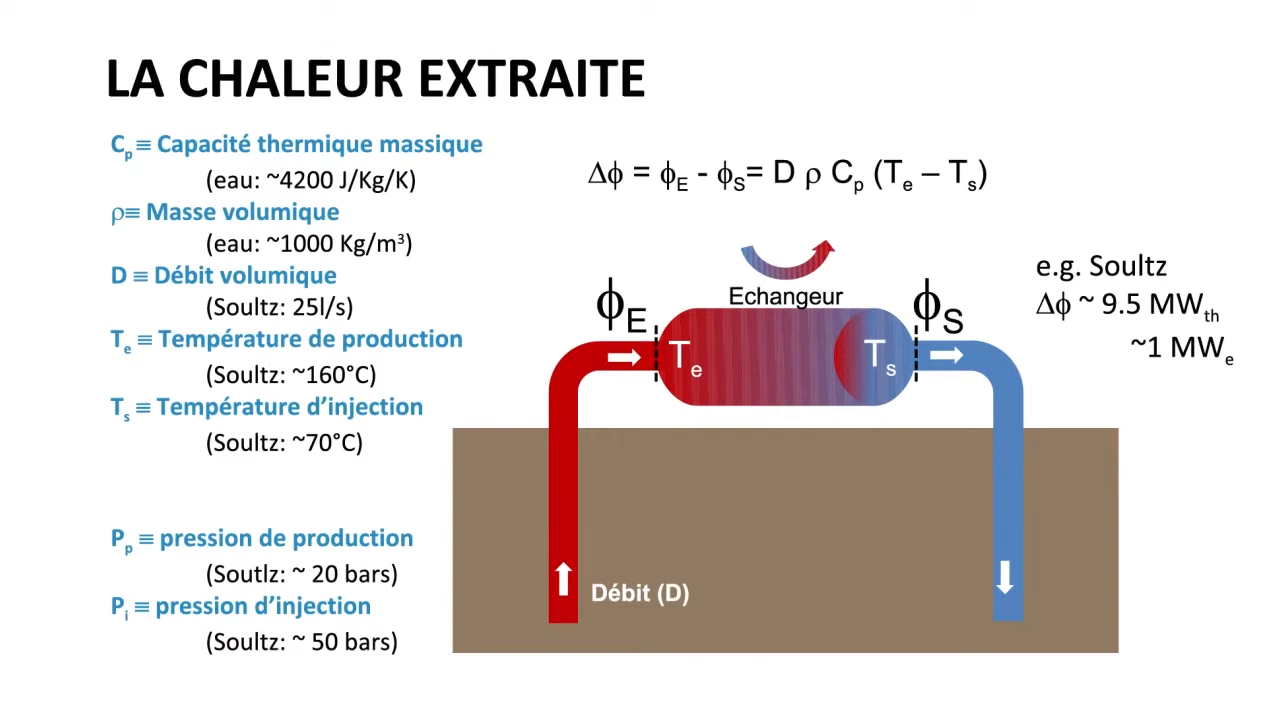 LA CHALEUR EXTRAITE
Cp ≡ Capacité thermique massique
(eau: ~4200 J/Kg/K)
ρ≡ Masse volumique
(eau: ~1000 Kg/m³)
D ≡ Débit volumique
(Soultz: 25l/s)
Te ≡ Température de production
(Soultz: ~160°C)
Ts ≡ Température d’injection
(Soultz: ~70°C)
Pp ≡ pression de production
(Soutlz: ~ 20 bars)
Pi ≡ pression d’injection
(Soultz: ~ 50 bars)
Δϕ = ϕE - ϕS= D ρ Cp (Te – Ts)
Echangeur
ϕE
ϕS
Te
Ts
Débit (D)
e.g. Soultz
Δϕ ~ 9.5 MWth
~1 MWe